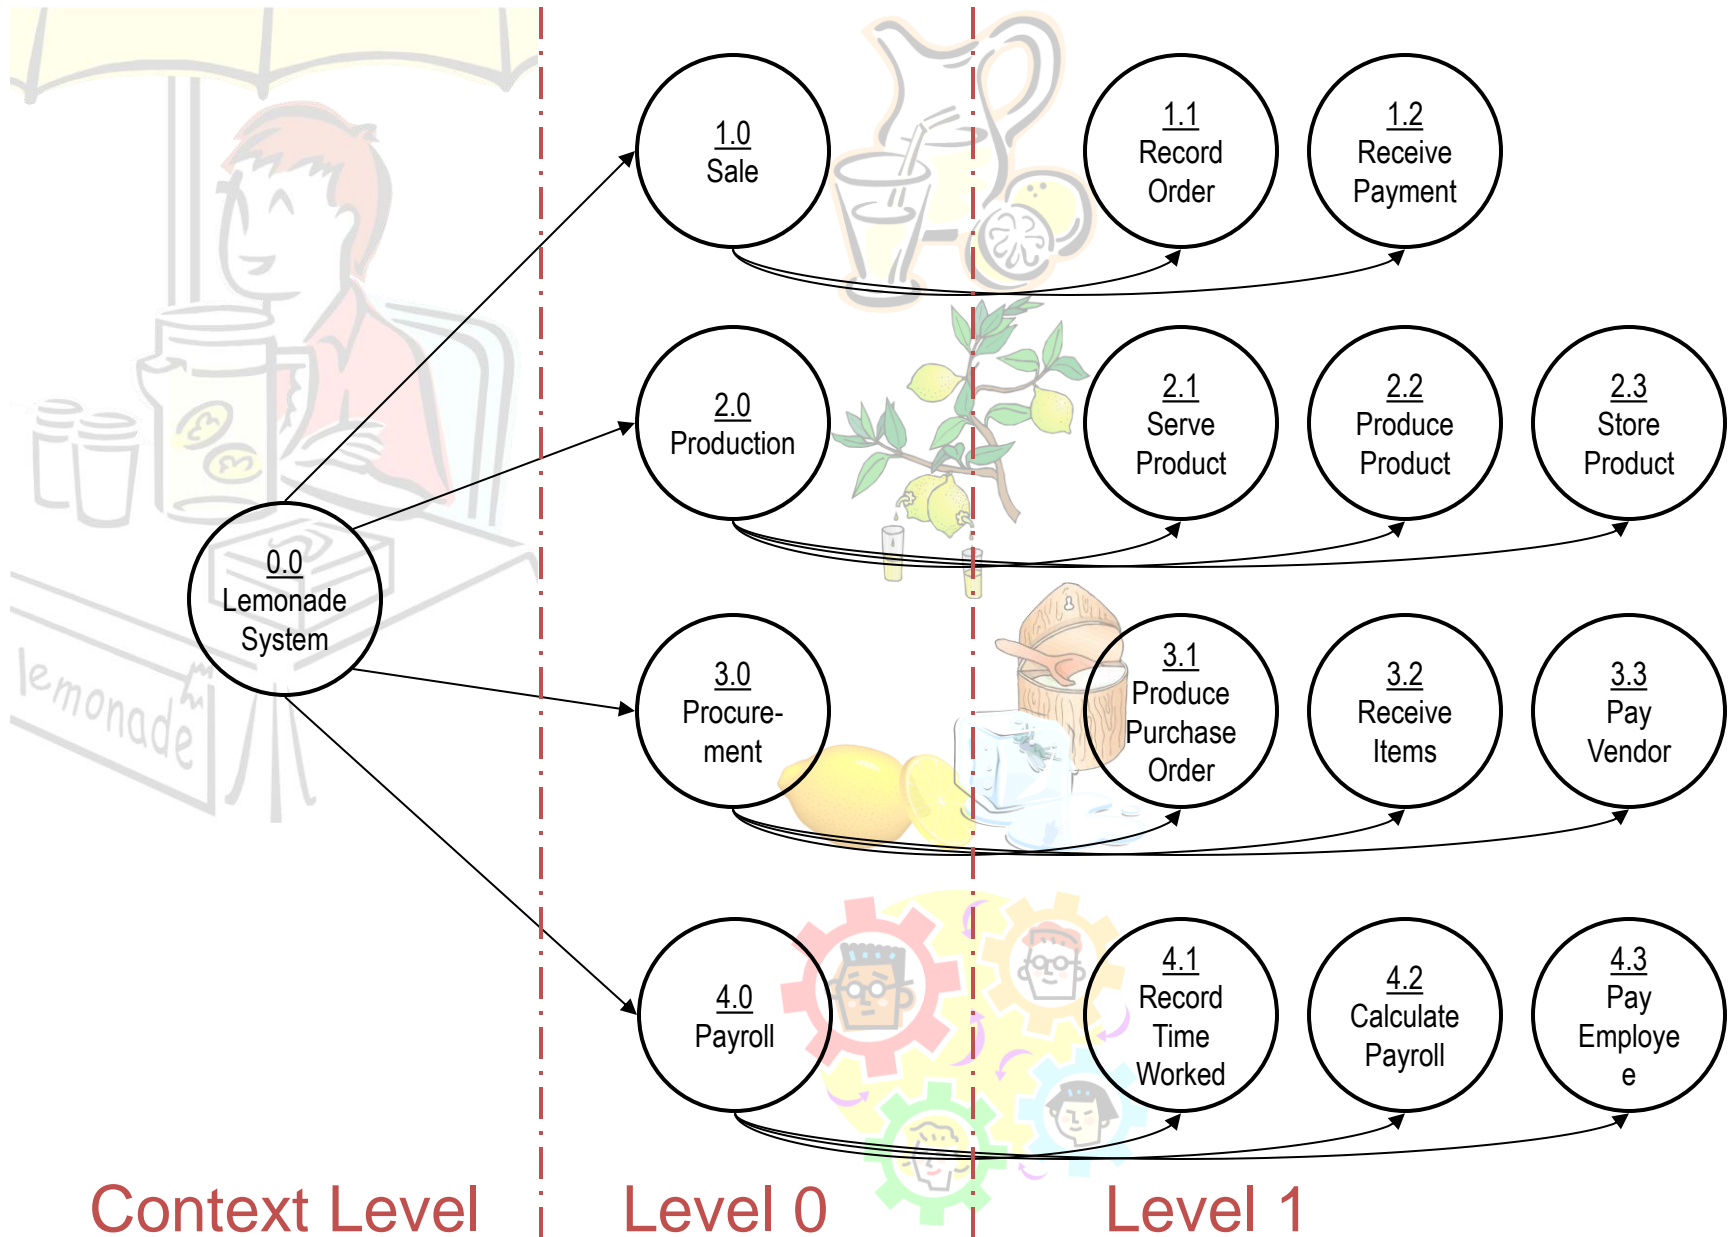 1.0
Sale
1.1
Record
Order
1.2
Receive
Payment
2.0
Production
2.1
Serve
Product
2.2
Produce
Product
2.3
Store
Product
0.0
Lemonade
System
lemonade
3.0
Procure-
ment
3.1
Produce
Purchase
Order
3.2
Receive
Items
3.3
Pay
Vendor
4.0
Payroll
4.1
Record
Time
Worked
4.2
Calculate
Payroll
4.3
Pay
Employe
e
Context Level
Level 0
Level 1